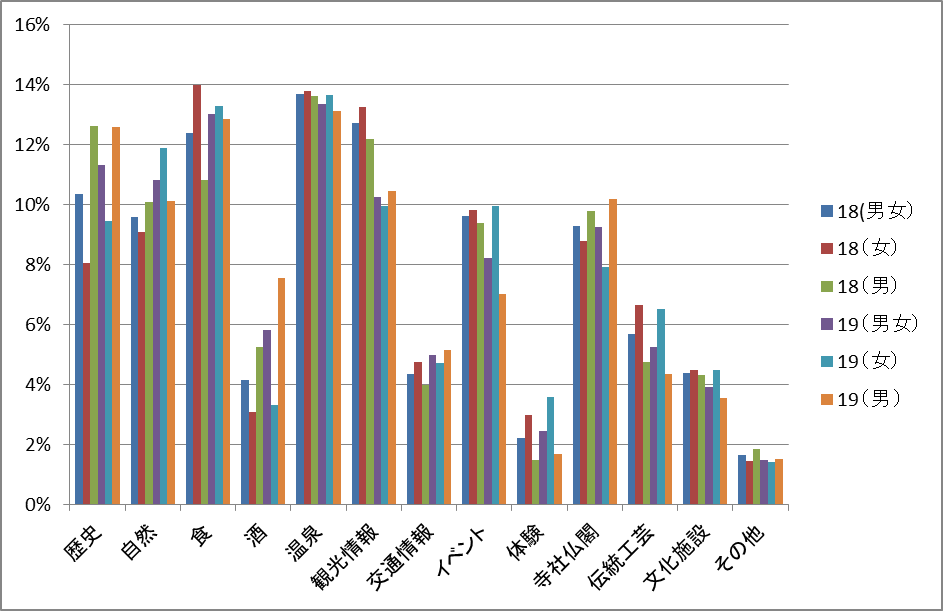 16%
14%
12%
10%
8%
6%
4%
2%
0%
歴史
自然
食
酒
温泉
観光情報
交通情報
イベント
体験
寺社仏閣
伝統工芸
文化施設
その他
18(男女）
18（女）
18（男）
19（男女）
19（女）
19（男）